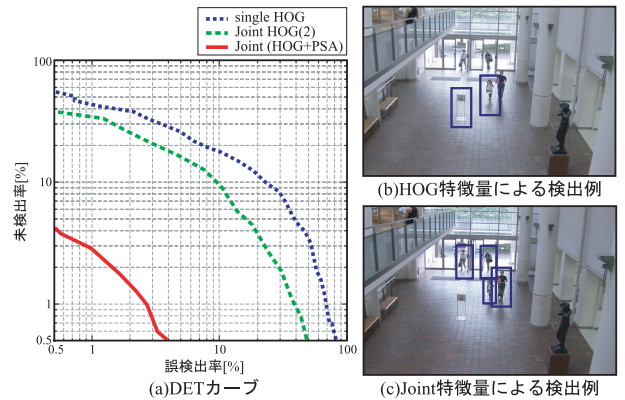 single HOG
Joint HOG(2)
Joint (HOG+PSA)
100
10
1
0.5
未検出率[%]
0.5
1
10
100
誤検出率[%]
(a)DETカーブ
(b)HOG特徴量による検出例
(c)Joint特徴量による検出例